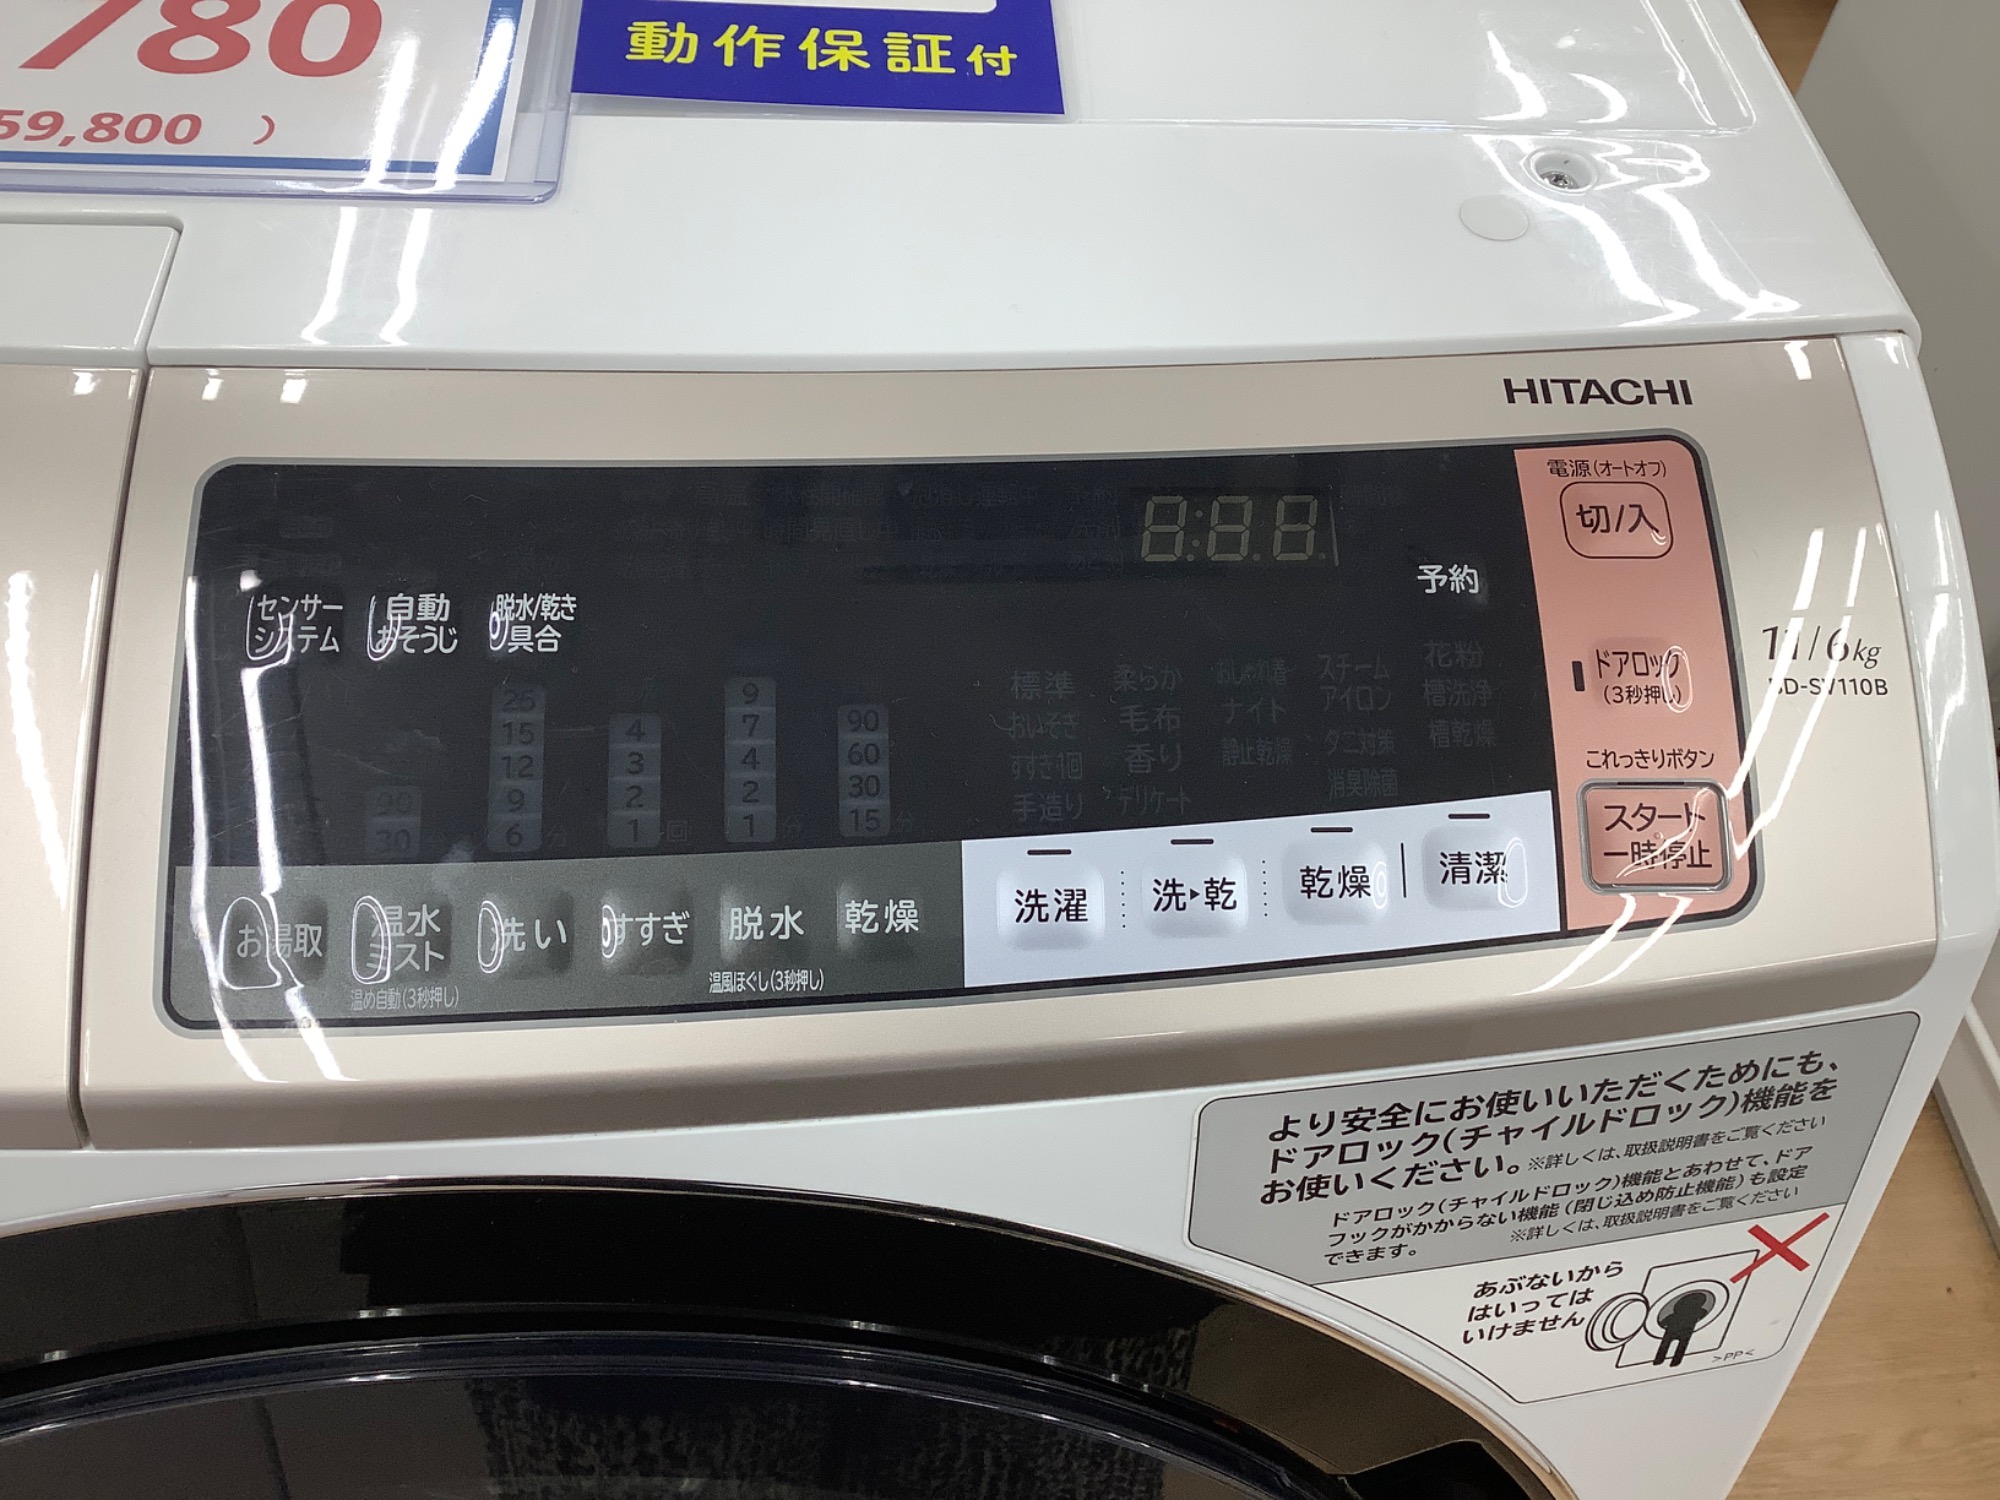 780
59,800 )
動作保証付
HITACHI
電源(オートオフ)
切/入
予約
センサー
システム
自動
おそうじ
脱水/乾き
具合
ドアロック
(3秒押し)
11/6kg
BD-SV110B
これっきりボタン
スタート
一時停止
25
15
12
9
6 分
90
30
4
3
2
1 回
9
7
4
2
1 分
90
60
30
15 分
標準
おいそぎ
すすぎ1回
手造り
柔らか
毛布
香り
デリケート
おしゃれ着
ナイト
静止乾燥
スチーム
アイロン
ダニ対策
消臭除菌
花粉
槽洗浄
槽乾燥
お湯取
温水
ミスト
温め自動(3秒押し)
洗い
すすぎ
脱水
温風ほぐし(3秒押し)
乾燥
洗濯
洗▸乾
乾燥
清潔
より安全にお使いいただくためにも、
ドアロック(チャイルドロック)機能を
お使いください。※詳しくは、取扱説明書をご覧ください
ドアロック(チャイルドロック)機能とあわせて、ドア
フックがかからない機能(閉じ込め防止機能)も設定
できます。 ※詳しくは、取扱説明書をご覧ください
あぶないから
はいっては
いけません
>PP<